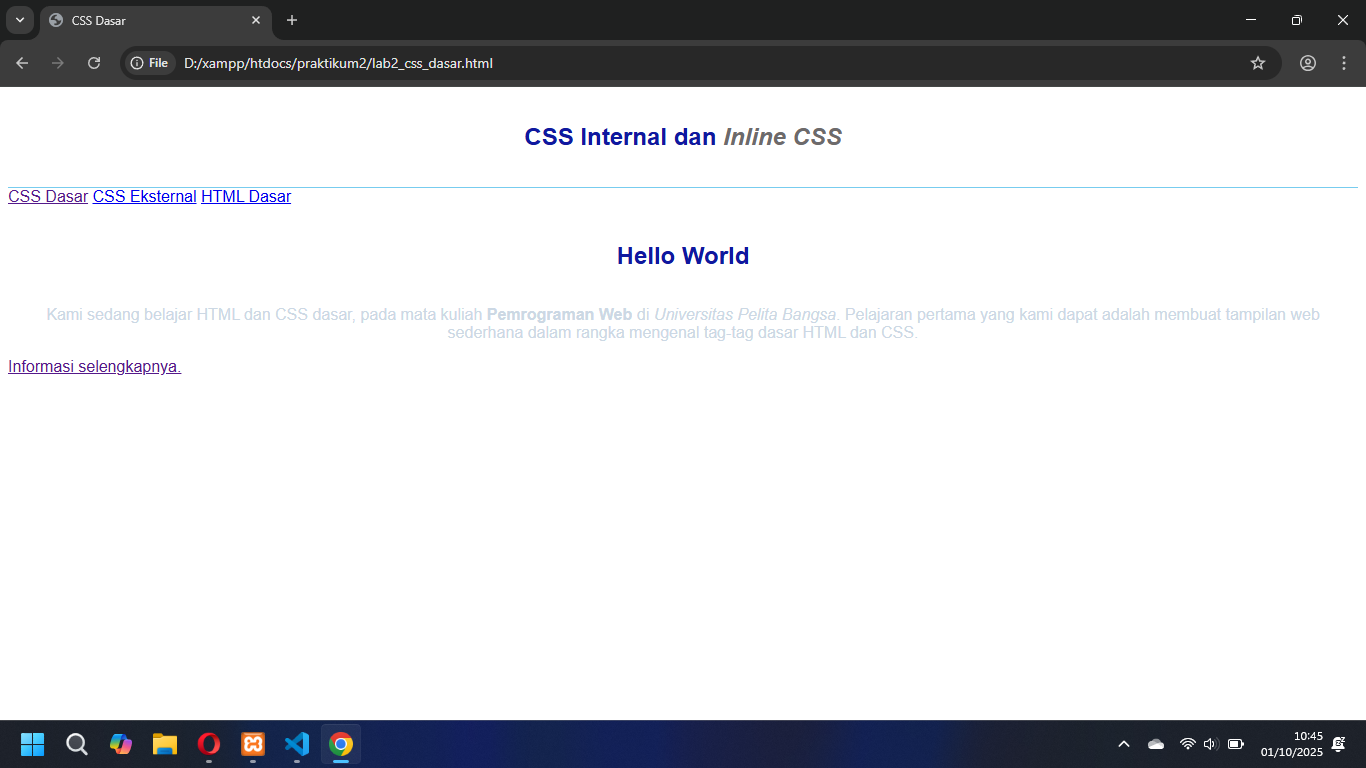 CSS Dasar
File
D:/xampp/htdocs/praktikum2/lab2_css_dasar.html
CSS Internal dan Inline CSS
CSS Dasar CSS Eksternal HTML Dasar
Hello World
Kami sedang belajar HTML dan CSS dasar, pada mata kuliah Pemrograman Web di Universitas Pelita Bangsa. Pelajaran pertama yang kami dapat adalah membuat tampilan web
sederhana dalam rangka mengenal tag-tag dasar HTML dan CSS.
Informasi selengkapnya.
10:45
01/10/2025